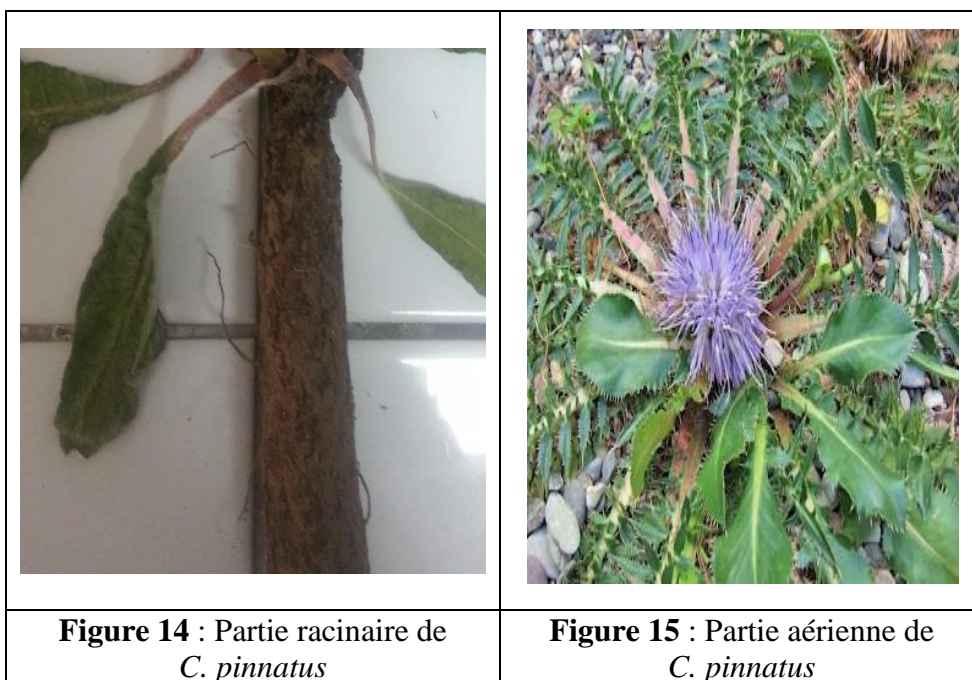 Figure 14 : Partie racinaire de
C. pinnatus
Figure 15 : Partie aérienne de
C. pinnatus